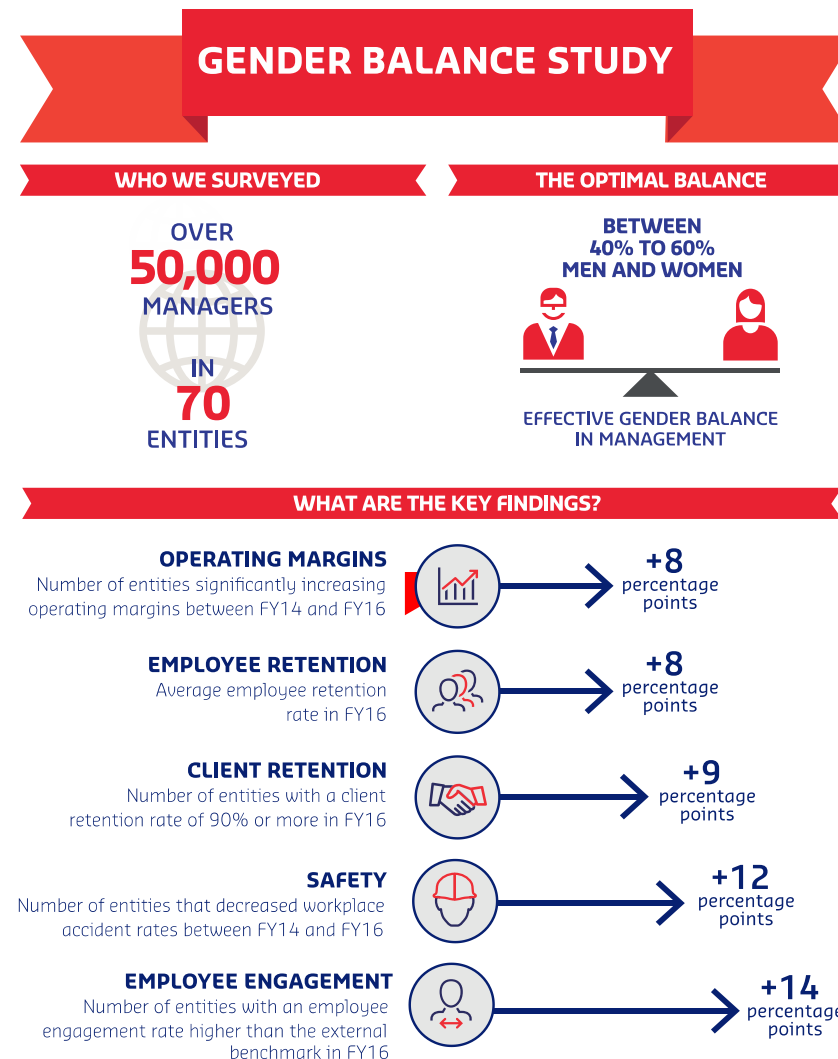 GENDER BALANCE STUDY
WHO WE SURVEYED
OVER
50,000
MANAGERS
IN
70
ENTITIES
THE OPTIMAL BALANCE
BETWEEN
40% TO 60%
MEN AND WOMEN
EFFECTIVE GENDER BALANCE
IN MANAGEMENT
WHAT ARE THE KEY FINDINGS?
OPERATING MARGINS
Number of entities significantly increasing
operating margins between FY14 and FY16
+8
percentage
points
EMPLOYEE RETENTION
Average employee retention
rate in FY16
+8
percentage
points
CLIENT RETENTION
Number of entities with a client
retention rate of 90% or more in FY16
+9
percentage
points
SAFETY
Number of entities that decreased workplace
accident rates between FY14 and FY16
+12
percentage
points
EMPLOYEE ENGAGEMENT
Number of entities with an employee
engagement rate higher than the external
benchmark in FY16
+14
percentage
points